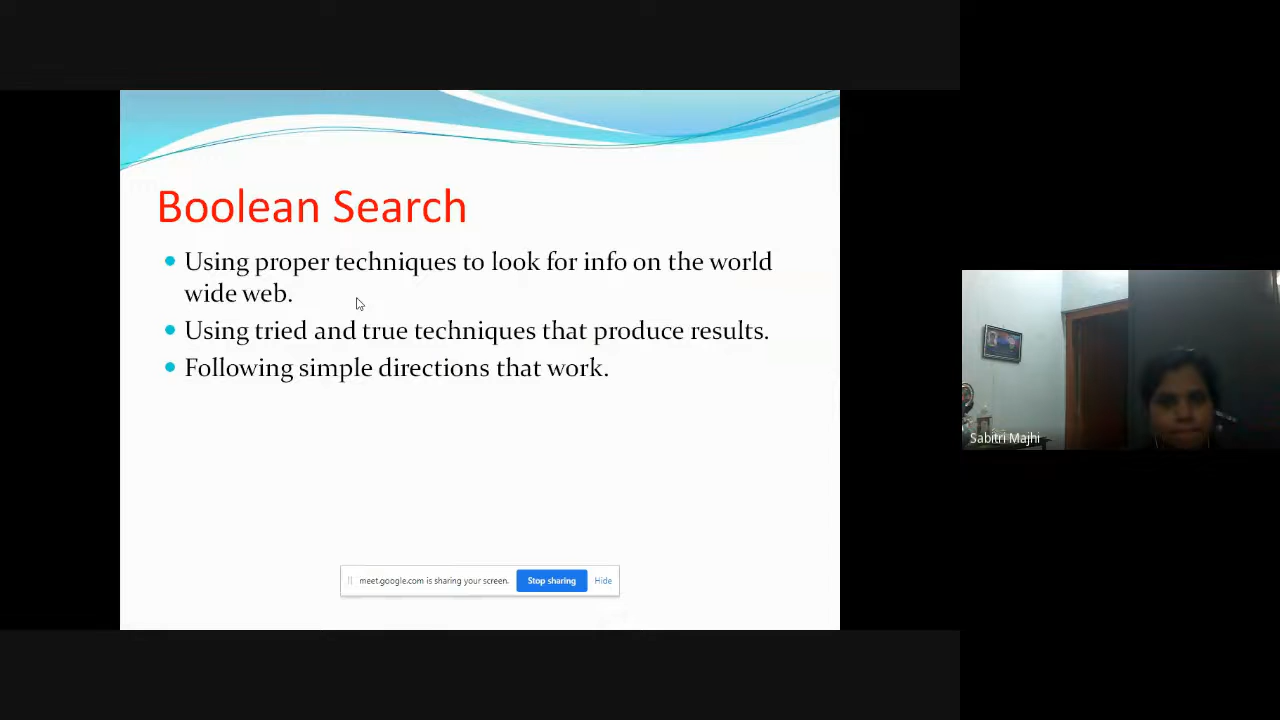 Boolean Search
Using proper techniques to look for info on the world
wide web.
Using tried and true techniques that produce results.
Following simple directions that work.
meet.google.com is sharing your screen.
Stop sharing
Hide
Sabitri Majhi